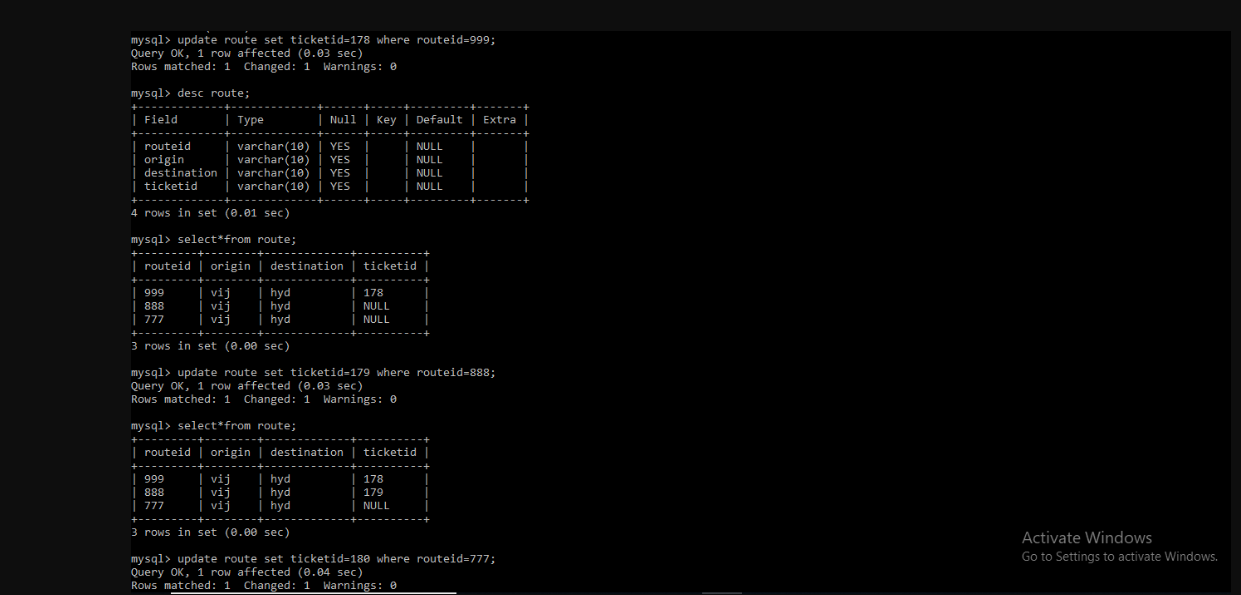 mysql> update route set ticketid=178 where routeid=999;
Query OK, 1 row affected (0.03 sec)
Rows matched: 1  Changed: 1  Warnings: 0
mysql> desc route;
+-------------+-------------+------+-----+---------+-------+
| Field       | Type        | Null | Key | Default | Extra |
+-------------+-------------+------+-----+---------+-------+
| routeid     | varchar(10) | YES  |     | NULL    |       |
| origin      | varchar(10) | YES  |     | NULL    |       |
| destination | varchar(10) | YES  |     | NULL    |       |
| ticketid    | varchar(10) | YES  |     | NULL    |       |
+-------------+-------------+------+-----+---------+-------+
4 rows in set (0.01 sec)
mysql> select*from route;
+---------+--------+-------------+----------+
| routeid | origin | destination | ticketid |
+---------+--------+-------------+----------+
| 999     | vij    | hyd         | 178      |
| 888     | vij    | hyd         | NULL     |
| 777     | vij    | hyd         | NULL     |
+---------+--------+-------------+----------+
3 rows in set (0.00 sec)
mysql> update route set ticketid=179 where routeid=888;
Query OK, 1 row affected (0.03 sec)
Rows matched: 1  Changed: 1  Warnings: 0
mysql> select*from route;
+---------+--------+-------------+----------+
| routeid | origin | destination | ticketid |
+---------+--------+-------------+----------+
| 999     | vij    | hyd         | 178      |
| 888     | vij    | hyd         | 179      |
| 777     | vij    | hyd         | NULL     |
+---------+--------+-------------+----------+
3 rows in set (0.00 sec)
mysql> update route set ticketid=180 where routeid=777;
Query OK, 1 row affected (0.04 sec)
Rows matched: 1  Changed: 1  Warnings: 0
Activate Windows
Go to Settings to activate Windows.